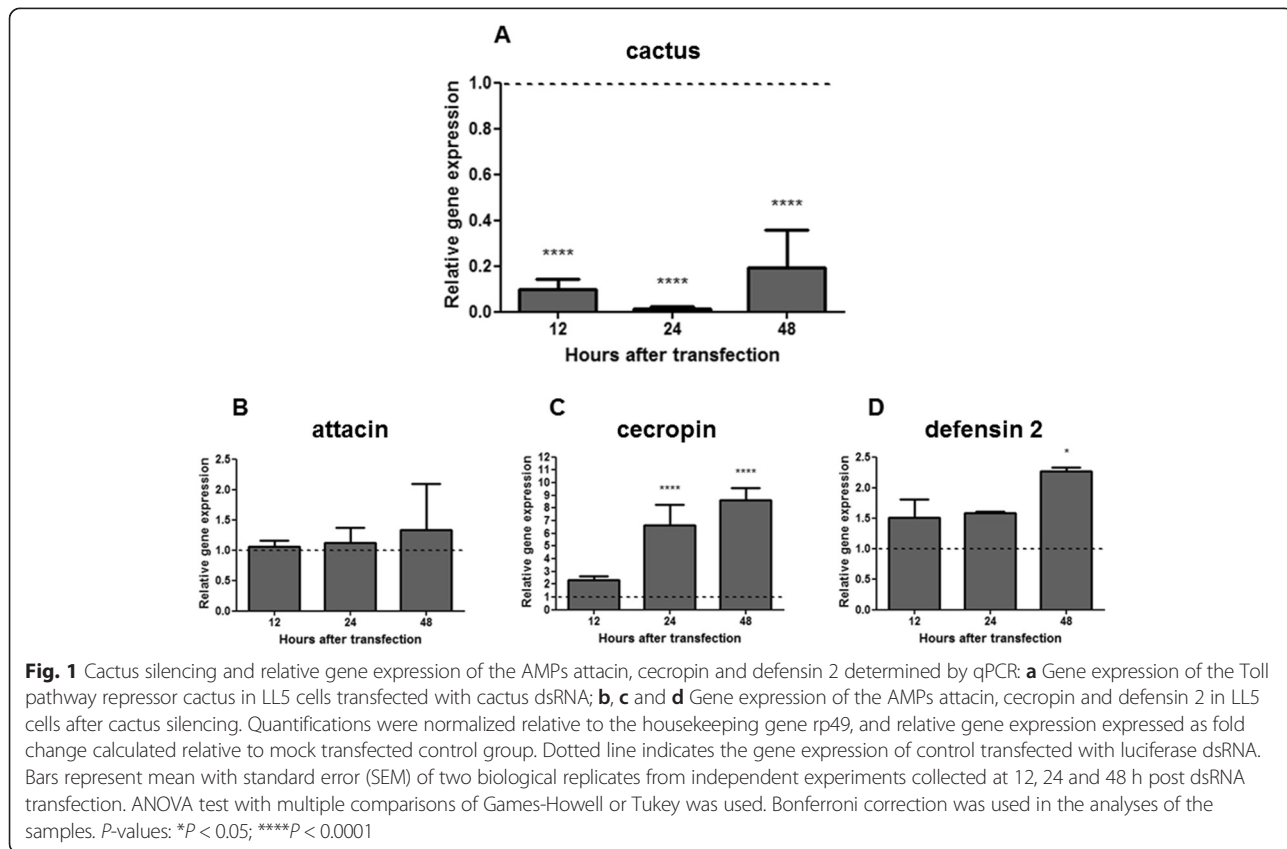 A
cactus
Relative gene expression
1.0
0.8
0.6
0.4
0.2
0.0
****
****
****
12
24
48
Hours after transfection
B
attacin
Relative gene expression
2.5
2.0
1.5
1.0
0.5
0.0
12
24
48
Hours after transfection
C
cecropin
Relative gene expression
12
11
10
9
8
7
6
5
4
3
2
1
0
****
****
12
24
48
Hours after transfection
D
defensin 2
Relative gene expression
2.5
2.0
1.5
1.0
0.5
0.0
*
12
24
48
Hours after transfection
Fig. 1 Cactus silencing and relative gene expression of the AMPs attacin, cecropin and defensin 2 determined by qPCR: a Gene expression of the Toll
pathway repressor cactus in LL5 cells transfected with cactus dsRNA; b, c and d Gene expression of the AMPs attacin, cecropin and defensin 2 in LL5
cells after cactus silencing. Quantifications were normalized relative to the housekeeping gene rp49, and relative gene expression expressed as fold
change calculated relative to mock transfected control group. Dotted line indicates the gene expression of control transfected with luciferase dsRNA.
Bars represent mean with standard error (SEM) of two biological replicates from independent experiments collected at 12, 24 and 48 h post dsRNA
transfection. ANOVA test with multiple comparisons of Games-Howell or Tukey was used. Bonferroni correction was used in the analyses of the
samples. P-values: *P < 0.05; ****P < 0.0001